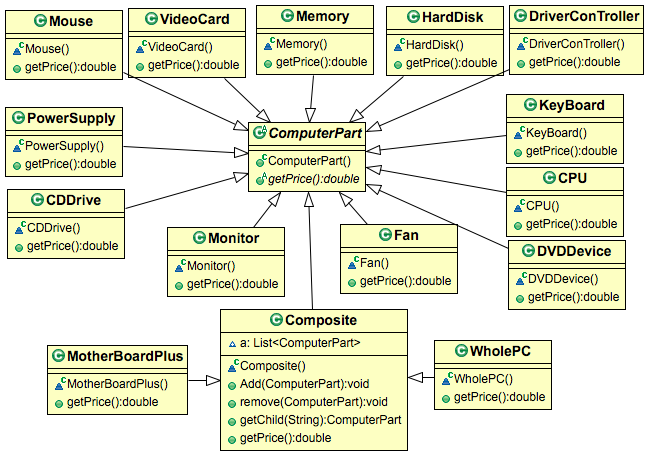 Mouse
Mouse()
getPrice():double
VideoCard
VideoCard()
getPrice():double
Memory
Memory()
getPrice():double
HardDisk
HardDisk()
getPrice():double
DriverConTroller
DriverConTroller()
getPrice():double
PowerSupply
PowerSupply()
getPrice():double
ComputerPart
ComputerPart()
getPrice():double
KeyBoard
KeyBoard()
getPrice():double
CDDrive
CDDrive()
getPrice():double
CPU
CPU()
getPrice():double
Monitor
Monitor()
getPrice():double
Fan
Fan()
getPrice():double
DVDDevice
DVDDevice()
getPrice():double
MotherBoardPlus
MotherBoardPlus()
getPrice():double
Composite
a: List<ComputerPart>
Composite()
Add(ComputerPart):void
remove(ComputerPart):void
getChild(String):ComputerPart
getPrice():double
WholePC
WholePC()
getPrice():double